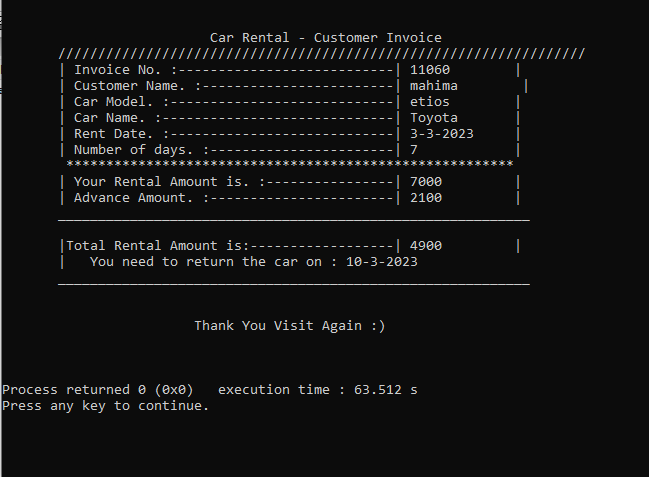 Car Rental - Customer Invoice
//////////////////////////////////////////////////////////////////
| Invoice No. :---------------------------| 11060        |
| Customer Name. :------------------------| mahima        |
| Car Model. :----------------------------| etios        |
| Car Name. :-----------------------------| Toyota       |
| Rent Date. :----------------------------| 3-3-2023     |
| Number of days. :-----------------------| 7            |
********************************************************
| Your Rental Amount is. :----------------| 7000         |
| Advance Amount. :-----------------------| 2100         |
___________________________________________________________
|Total Rental Amount is:------------------| 4900         |
|   You need to return the car on : 10-3-2023
___________________________________________________________
Thank You Visit Again :)
Process returned 0 (0x0)   execution time : 63.512 s
Press any key to continue.